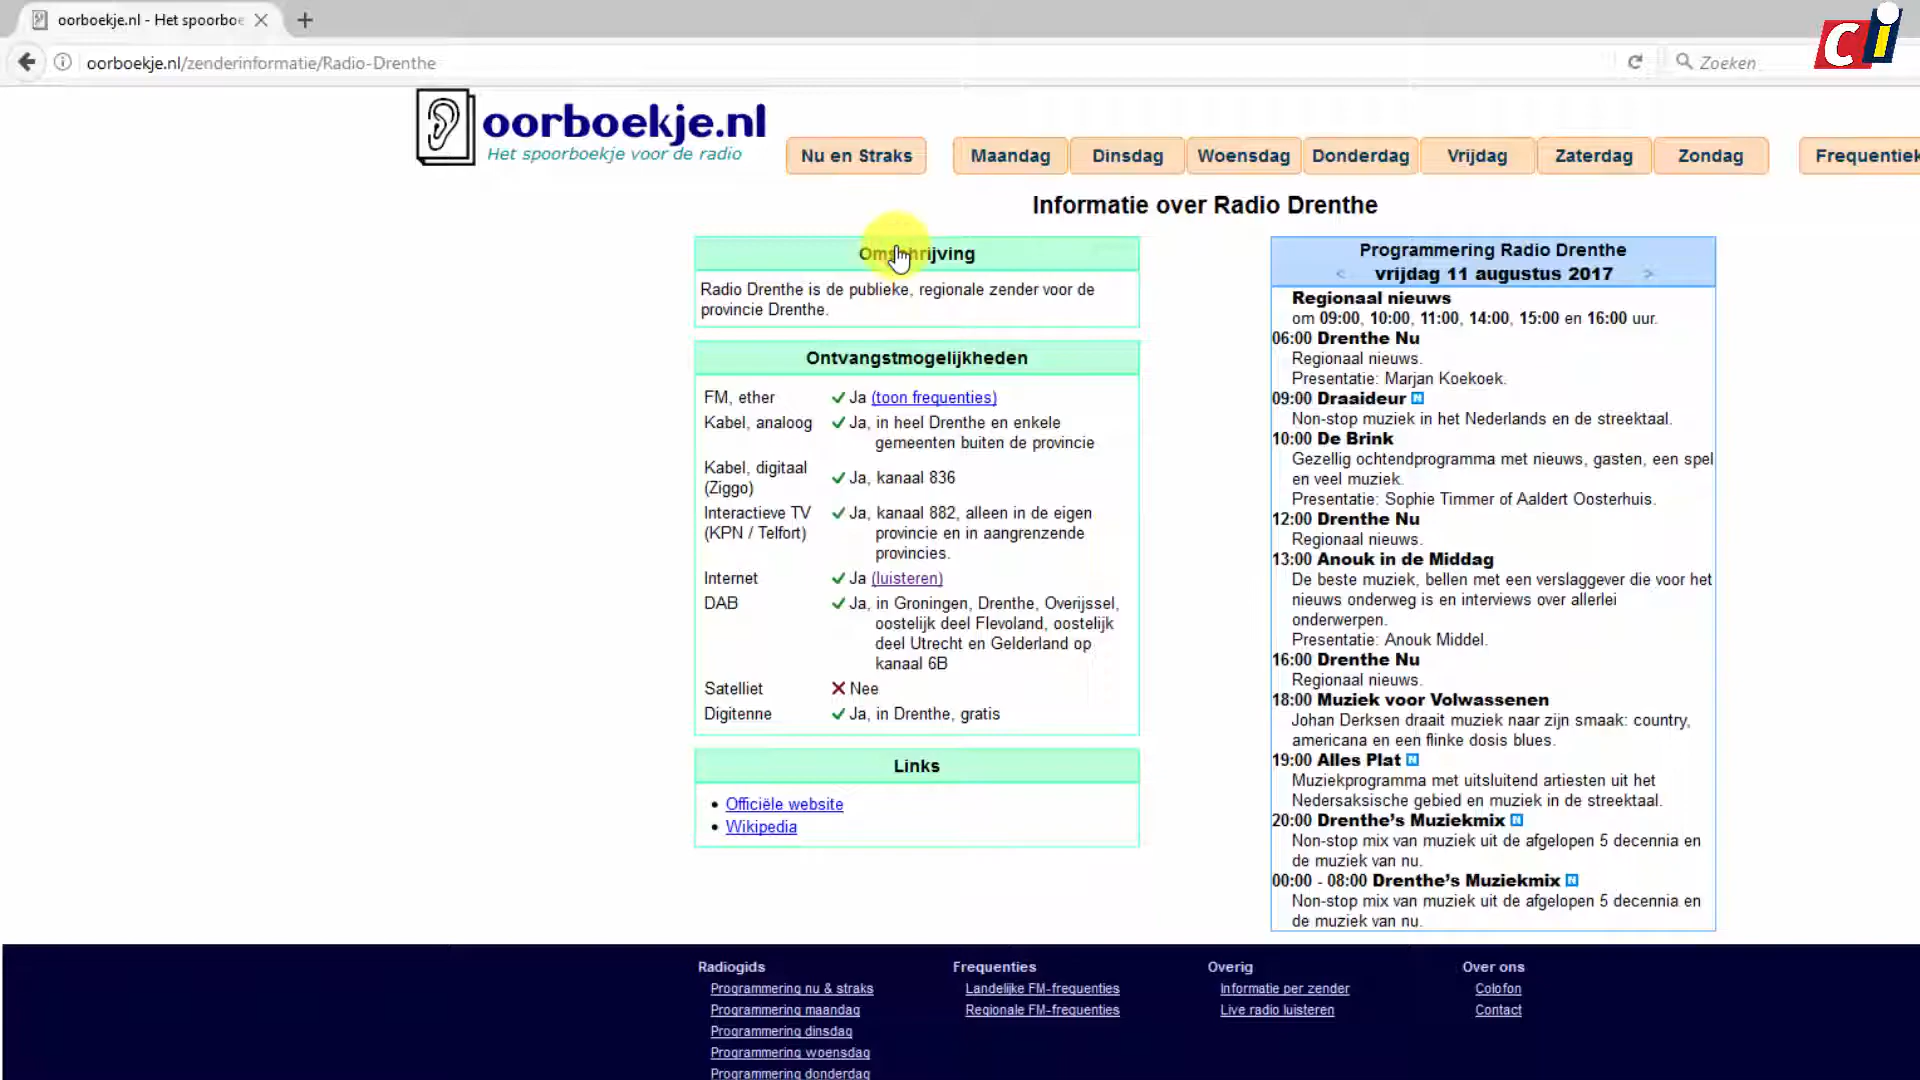 oorboekje.nl - Het spoorboe
oorboekje.nl/zenderinformatie/Radio-Drenthe
Zoeken
Ci
oorboekje.nl
Het spoorboekje voor de radio
Nu en Straks
Maandag
Dinsdag
Woensdag
Donderdag
Vrijdag
Zaterdag
Zondag
Frequentiek
Informatie over Radio Drenthe
Omschrijving
Radio Drenthe is de publieke, regionale zender voor de
provincie Drenthe.
Ontvangstmogelijkheden
FM, ether Ja (toon frequenties)
Kabel, analoog Ja, in heel Drenthe en enkele
gemeenten buiten de provincie
Kabel, digitaal
(Ziggo)
Ja, kanaal 836
Interactieve TV
(KPN / Telfort)
Ja, kanaal 882, alleen in de eigen
provincie en in aangrenzende
provincies.
Internet Ja (luisteren)
DAB Ja, in Groningen, Drenthe, Overijssel,
oostelijk deel Flevoland, oostelijk
deel Utrecht en Gelderland op
kanaal 6B
Satelliet Nee
Digitenne Ja, in Drenthe, gratis
Links
• Officiële website
• Wikipedia
Programmering Radio Drenthe
< vrijdag 11 augustus 2017 >
Regionaal nieuws
om 09:00, 10:00, 11:00, 14:00, 15:00 en 16:00 uur.
06:00 Drenthe Nu
Regionaal nieuws.
Presentatie: Marjan Koekoek.
09:00 Draaideur N
Non-stop muziek in het Nederlands en de streektaal.
10:00 De Brink
Gezellig ochtendprogramma met nieuws, gasten, een spel
en veel muziek.
Presentatie: Sophie Timmer of Aaldert Oosterhuis.
12:00 Drenthe Nu
Regionaal nieuws.
13:00 Anouk in de Middag
De beste muziek, bellen met een verslaggever die voor het
nieuws onderweg is en interviews over allerlei
onderwerpen.
Presentatie: Anouk Middel.
16:00 Drenthe Nu
Regionaal nieuws.
18:00 Muziek voor Volwassenen
Johan Derksen draait muziek naar zijn smaak: country,
americana en een flinke dosis blues.
19:00 Alles Plat N
Muziekprogramma met uitsluitend artiesten uit het
Nedersaksische gebied en muziek in de streektaal.
20:00 Drenthe's Muziekmix N
Non-stop mix van muziek uit de afgelopen 5 decennia en
de muziek van nu.
00:00 - 08:00 Drenthe's Muziekmix N
Non-stop mix van muziek uit de afgelopen 5 decennia en
de muziek van nu.
Radiogids
Programmering nu & straks
Programmering maandag
Programmering dinsdag
Programmering woensdag
Programmering donderdag
Frequenties
Landelijke FM-frequenties
Regionale FM-frequenties
Overig
Informatie per zender
Live radio luisteren
Over ons
Colofon
Contact